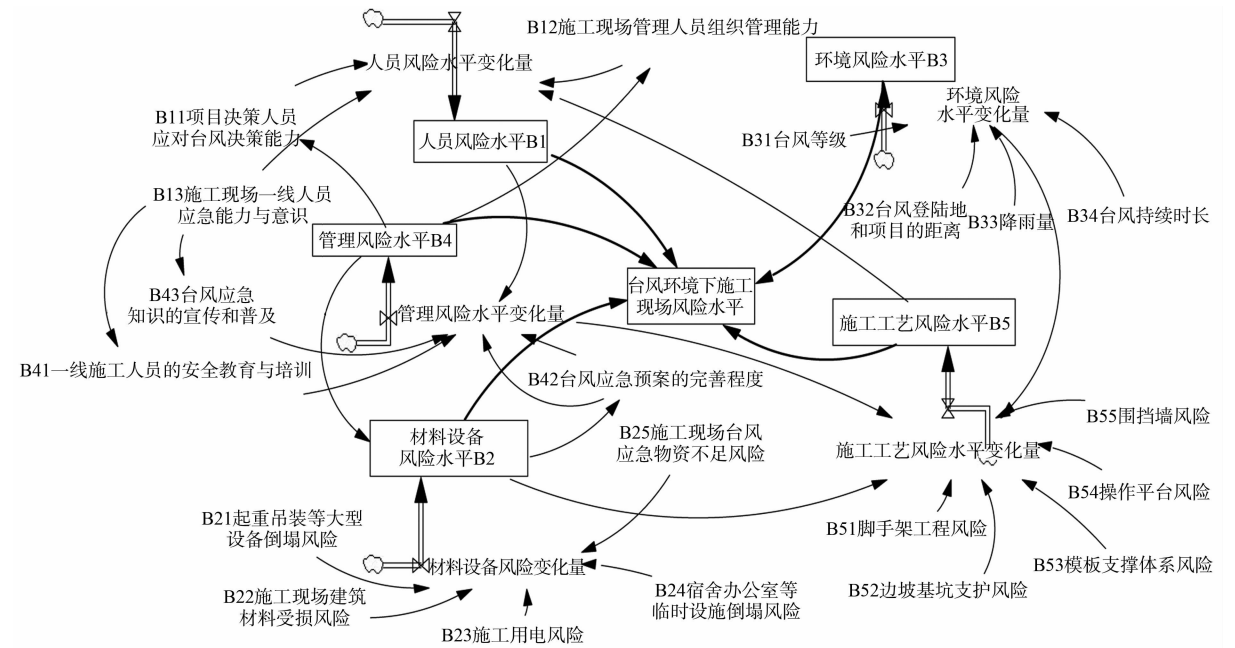 B12施工现场管理人员组织管理能力
人员风险水平变化量
环境风险水平B3
环境风险
水平变化量
B11项目决策人员
应对台风决策能力
人员风险水平B1
B31台风等级
B13施工现场一线人员
应急能力与意识
B32台风登陆地
和项目的距离
B33降雨量
B34台风持续时长
管理风险水平B4
台风环境下施工
现场风险水平
B43台风应急
知识的宣传和普及
管理风险水平变化量
施工工艺风险水平B5
B41一线施工人员的安全教育与培训
B42台风应急预案的完善程度
B55围挡墙风险
材料设备
风险水平B2
B25施工现场台风
应急物资不足风险
施工工艺风险水平变化量
B54操作平台风险
B21起重吊装等大型
设备倒塌风险
B51脚手架工程风险
B53模板支撑体系风险
材料设备风险变化量
B52边坡基坑支护风险
B22施工现场建筑
材料受损风险
B24宿舍办公室等
临时设施倒塌风险
B23施工用电风险